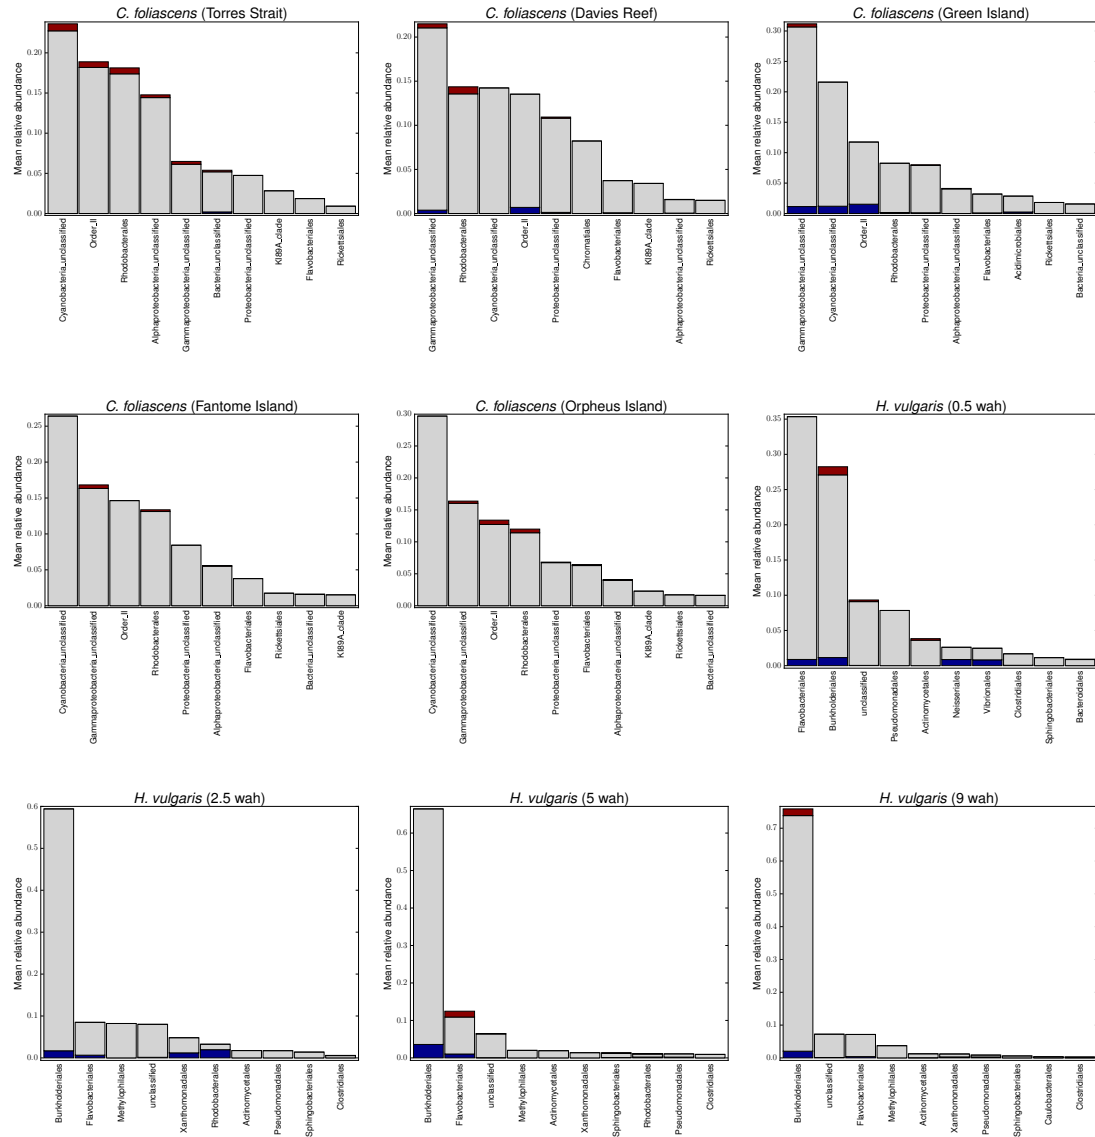 C. foliascens (Torres Strait)
Mean relative abundance
0.20
0.15
0.10
0.05
0.00
Cyanobacteria_unclassified
Order_II
Rhodobacterales
Alphaproteobacteria_unclassified
Gammaproteobacteria_unclassified
Bacteria_unclassified
Proteobacteria_unclassified
KI89A_clade
Flavobacteriales
Rickettsiales
C. foliascens (Davies Reef)
Mean relative abundance
0.20
0.15
0.10
0.05
0.00
Gammaproteobacteria_unclassified
Rhodobacterales
Cyanobacteria_unclassified
Order_II
Proteobacteria_unclassified
Chromatiales
Flavobacteriales
KI89A_clade
Alphaproteobacteria_unclassified
Rickettsiales
C. foliascens (Green Island)
Mean relative abundance
0.30
0.25
0.20
0.15
0.10
0.05
0.00
Gammaproteobacteria_unclassified
Cyanobacteria_unclassified
Order_II
Rhodobacterales
Proteobacteria_unclassified
Alphaproteobacteria_unclassified
Flavobacteriales
Acidimicrobiales
Rickettsiales
Bacteria_unclassified
C. foliascens (Fantome Island)
Mean relative abundance
0.25
0.20
0.15
0.10
0.05
0.00
Cyanobacteria_unclassified
Gammaproteobacteria_unclassified
Order_II
Rhodobacterales
Proteobacteria_unclassified
Alphaproteobacteria_unclassified
Flavobacteriales
Rickettsiales
Bacteria_unclassified
KI89A_clade
C. foliascens (Orpheus Island)
Mean relative abundance
0.30
0.25
0.20
0.15
0.10
0.05
0.00
Cyanobacteria_unclassified
Gammaproteobacteria_unclassified
Order_II
Rhodobacterales
Proteobacteria_unclassified
Flavobacteriales
Alphaproteobacteria_unclassified
KI89A_clade
Rickettsiales
Bacteria_unclassified
H. vulgaris (0.5 wah)
Mean relative abundance
0.35
0.30
0.25
0.20
0.15
0.10
0.05
0.00
Flavobacteriales
Burkholderiales
unclassified
Pseudomonadales
Actinomycetales
Neisseriales
Vibrionales
Clostridiales
Sphingobacteriales
Bacteroidales
H. vulgaris (2.5 wah)
Mean relative abundance
0.6
0.5
0.4
0.3
0.2
0.1
0.0
Burkholderiales
Flavobacteriales
Methylophilales
unclassified
Xanthomonadales
Rhodobacterales
Actinomycetales
Pseudomonadales
Sphingobacteriales
Clostridiales
H. vulgaris (5 wah)
Mean relative abundance
0.6
0.5
0.4
0.3
0.2
0.1
0.0
Burkholderiales
Flavobacteriales
unclassified
Methylophilales
Actinomycetales
Xanthomonadales
Sphingobacteriales
Rhodobacterales
Pseudomonadales
Clostridiales
H. vulgaris (9 wah)
Mean relative abundance
0.7
0.6
0.5
0.4
0.3
0.2
0.1
0.0
Burkholderiales
unclassified
Flavobacteriales
Methylophilales
Actinomycetales
Xanthomonadales
Pseudomonadales
Sphingobacteriales
Caulobacterales
Clostridiales